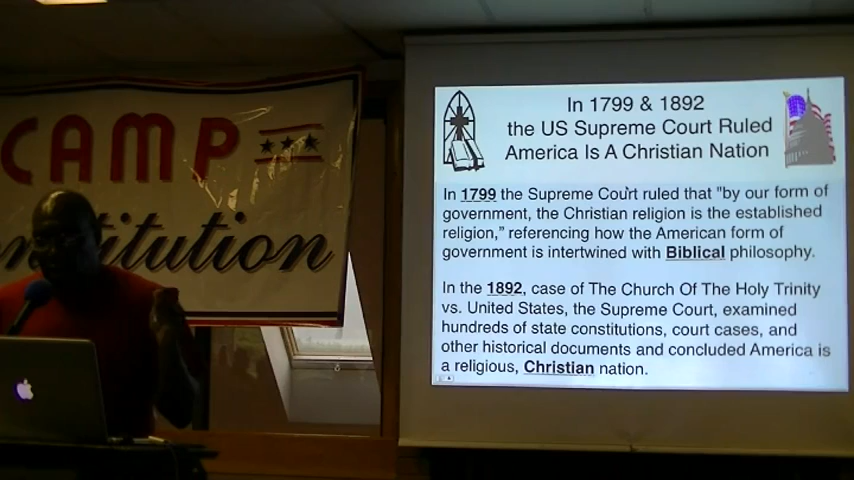 CAMP
nstitution
In 1799 & 1892
the US Supreme Court Ruled
America Is A Christian Nation
In 1799 the Supreme Court ruled that "by our form of
government, the Christian religion is the established
religion," referencing how the American form of
government is intertwined with Biblical philosophy.
In the 1892, case of The Church Of The Holy Trinity
vs. United States, the Supreme Court, examined
hundreds of state constitutions, court cases, and
other historical documents and concluded America is
a religious, Christian nation.